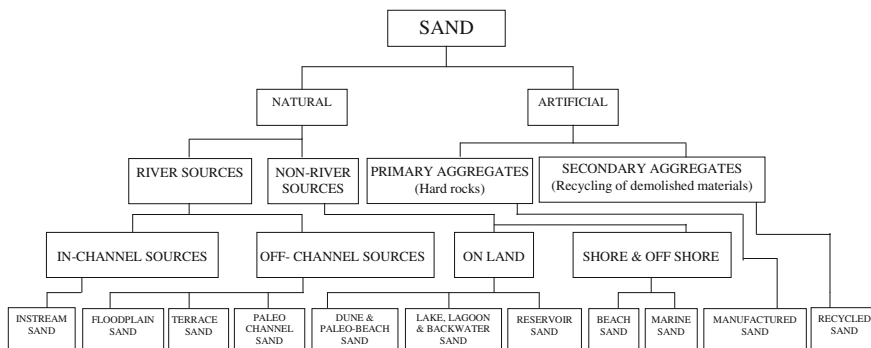 SAND
NATURAL
ARTIFICIAL
RIVER SOURCES
NON-RIVER
SOURCES
PRIMARY AGGREGATES
(Hard rocks)
SECONDARY AGGREGATES
(Recycling of demolished materials)
IN-CHANNEL SOURCES
OFF- CHANNEL SOURCES
ON LAND
SHORE & OFF SHORE
INSTREAM
SAND
FLOODPLAIN
SAND
TERRACE
SAND
PALEO
CHANNEL
SAND
DUNE &
PALEO-BEACH
SAND
LAKE, LAGOON
& BACKWATER
SAND
RESERVOIR
SAND
BEACH
SAND
MARINE
SAND
MANUFACTURED
SAND
RECYCLED
SAND